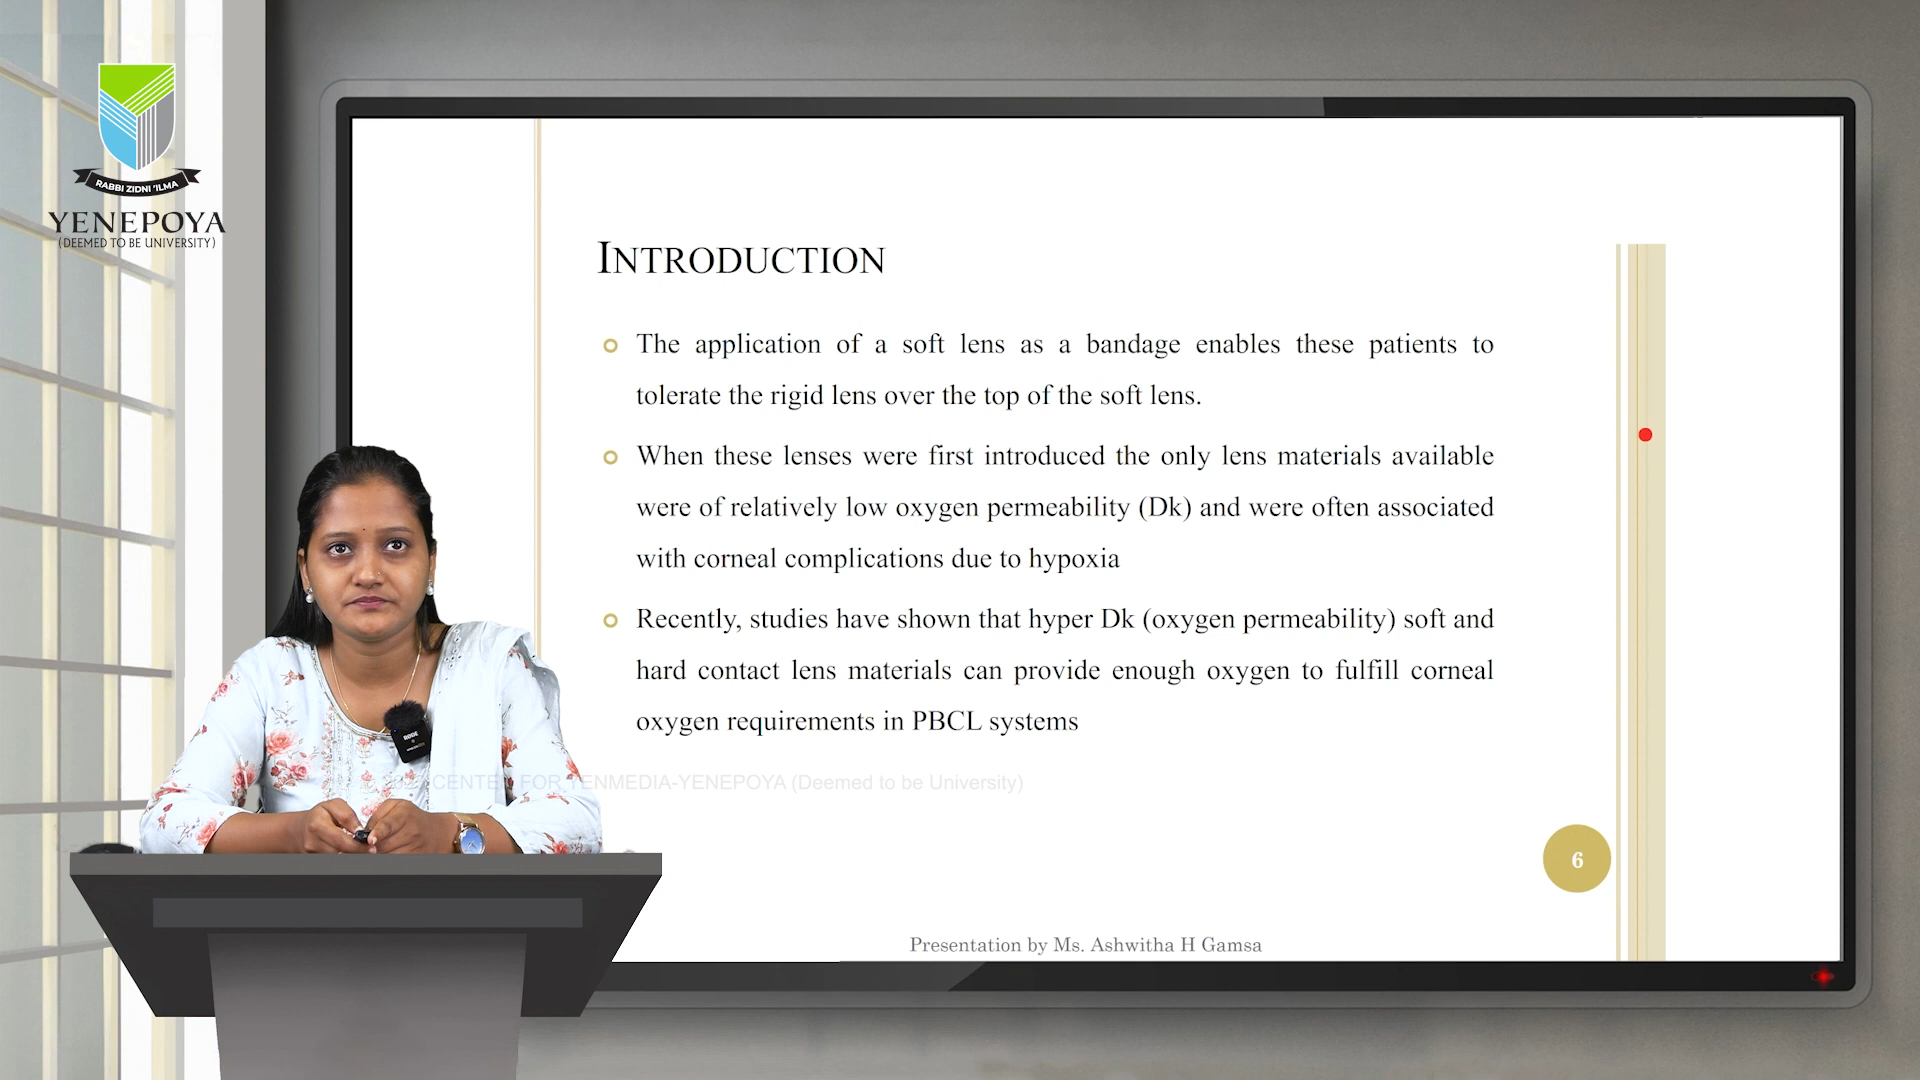 RABBI ZIDNI 'ILMA
YENEPOYA
(DEEMED TO BE UNIVERSITY)
INTRODUCTION
The application of a soft lens as a bandage enables these patients to
tolerate the rigid lens over the top of the soft lens.
When these lenses were first introduced the only lens materials available
were of relatively low oxygen permeability (Dk) and were often associated
with corneal complications due to hypoxia
Recently, studies have shown that hyper Dk (oxygen permeability) soft and
hard contact lens materials can provide enough oxygen to fulfill corneal
oxygen requirements in PBCL systems
RØDE
CENTER FOR YENMEDIA-YENEPOYA (Deemed to be University)
6
Presentation by Ms. Ashwitha H Gamsa